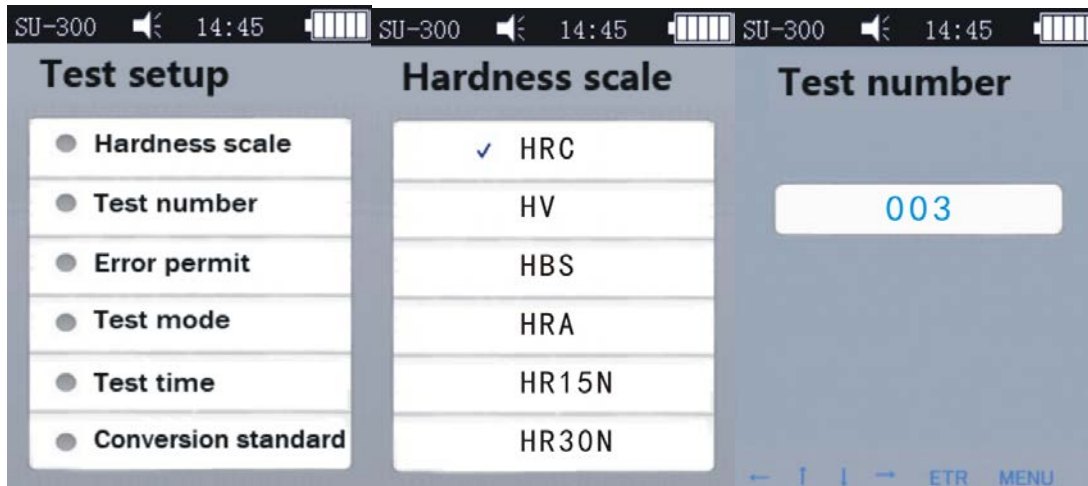 SU-300 14:45
Test setup
Hardness scale
Test number
Error permit
Test mode
Test time
Conversion standard
SU-300 14:45
Hardness scale
✓ HRC
HV
HBS
HRA
HR15N
HR30N
SU-300 14:45
Test number
003
← ↑ ↓ → ETR MENU